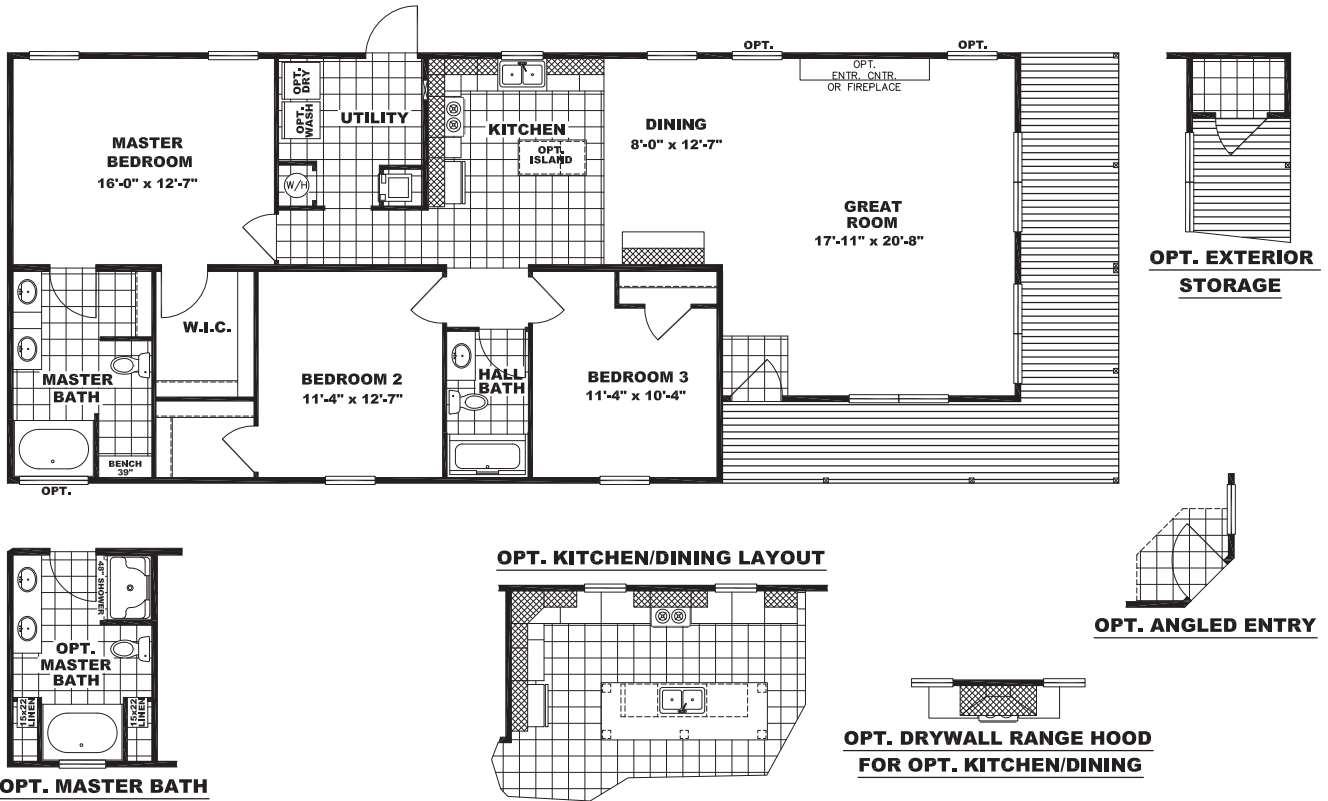 OPT.
OPT.
OPT.
ENTR. CNTR.
OR FIREPLACE
OPT.
DRY
OPT.
WASH
UTILITY
W/H
KITCHEN
OPT.
ISLAND
DINING
8'-0" x 12'-7"
MASTER
BEDROOM
16'-0" x 12'-7"
GREAT
ROOM
17'-11" x 20'-8"
OPT. EXTERIOR
STORAGE
W.I.C.
MASTER
BATH
BENCH
39"
OPT.
BEDROOM 2
11'-4" x 12'-7"
HALL
BATH
BEDROOM 3
11'-4" x 10'-4"
48" SHOWER
OPT.
MASTER
BATH
15x22
LINEN
15x22
LINEN
OPT. MASTER BATH
OPT. KITCHEN/DINING LAYOUT
OPT. ANGLED ENTRY
OPT. DRYWALL RANGE HOOD
FOR OPT. KITCHEN/DINING